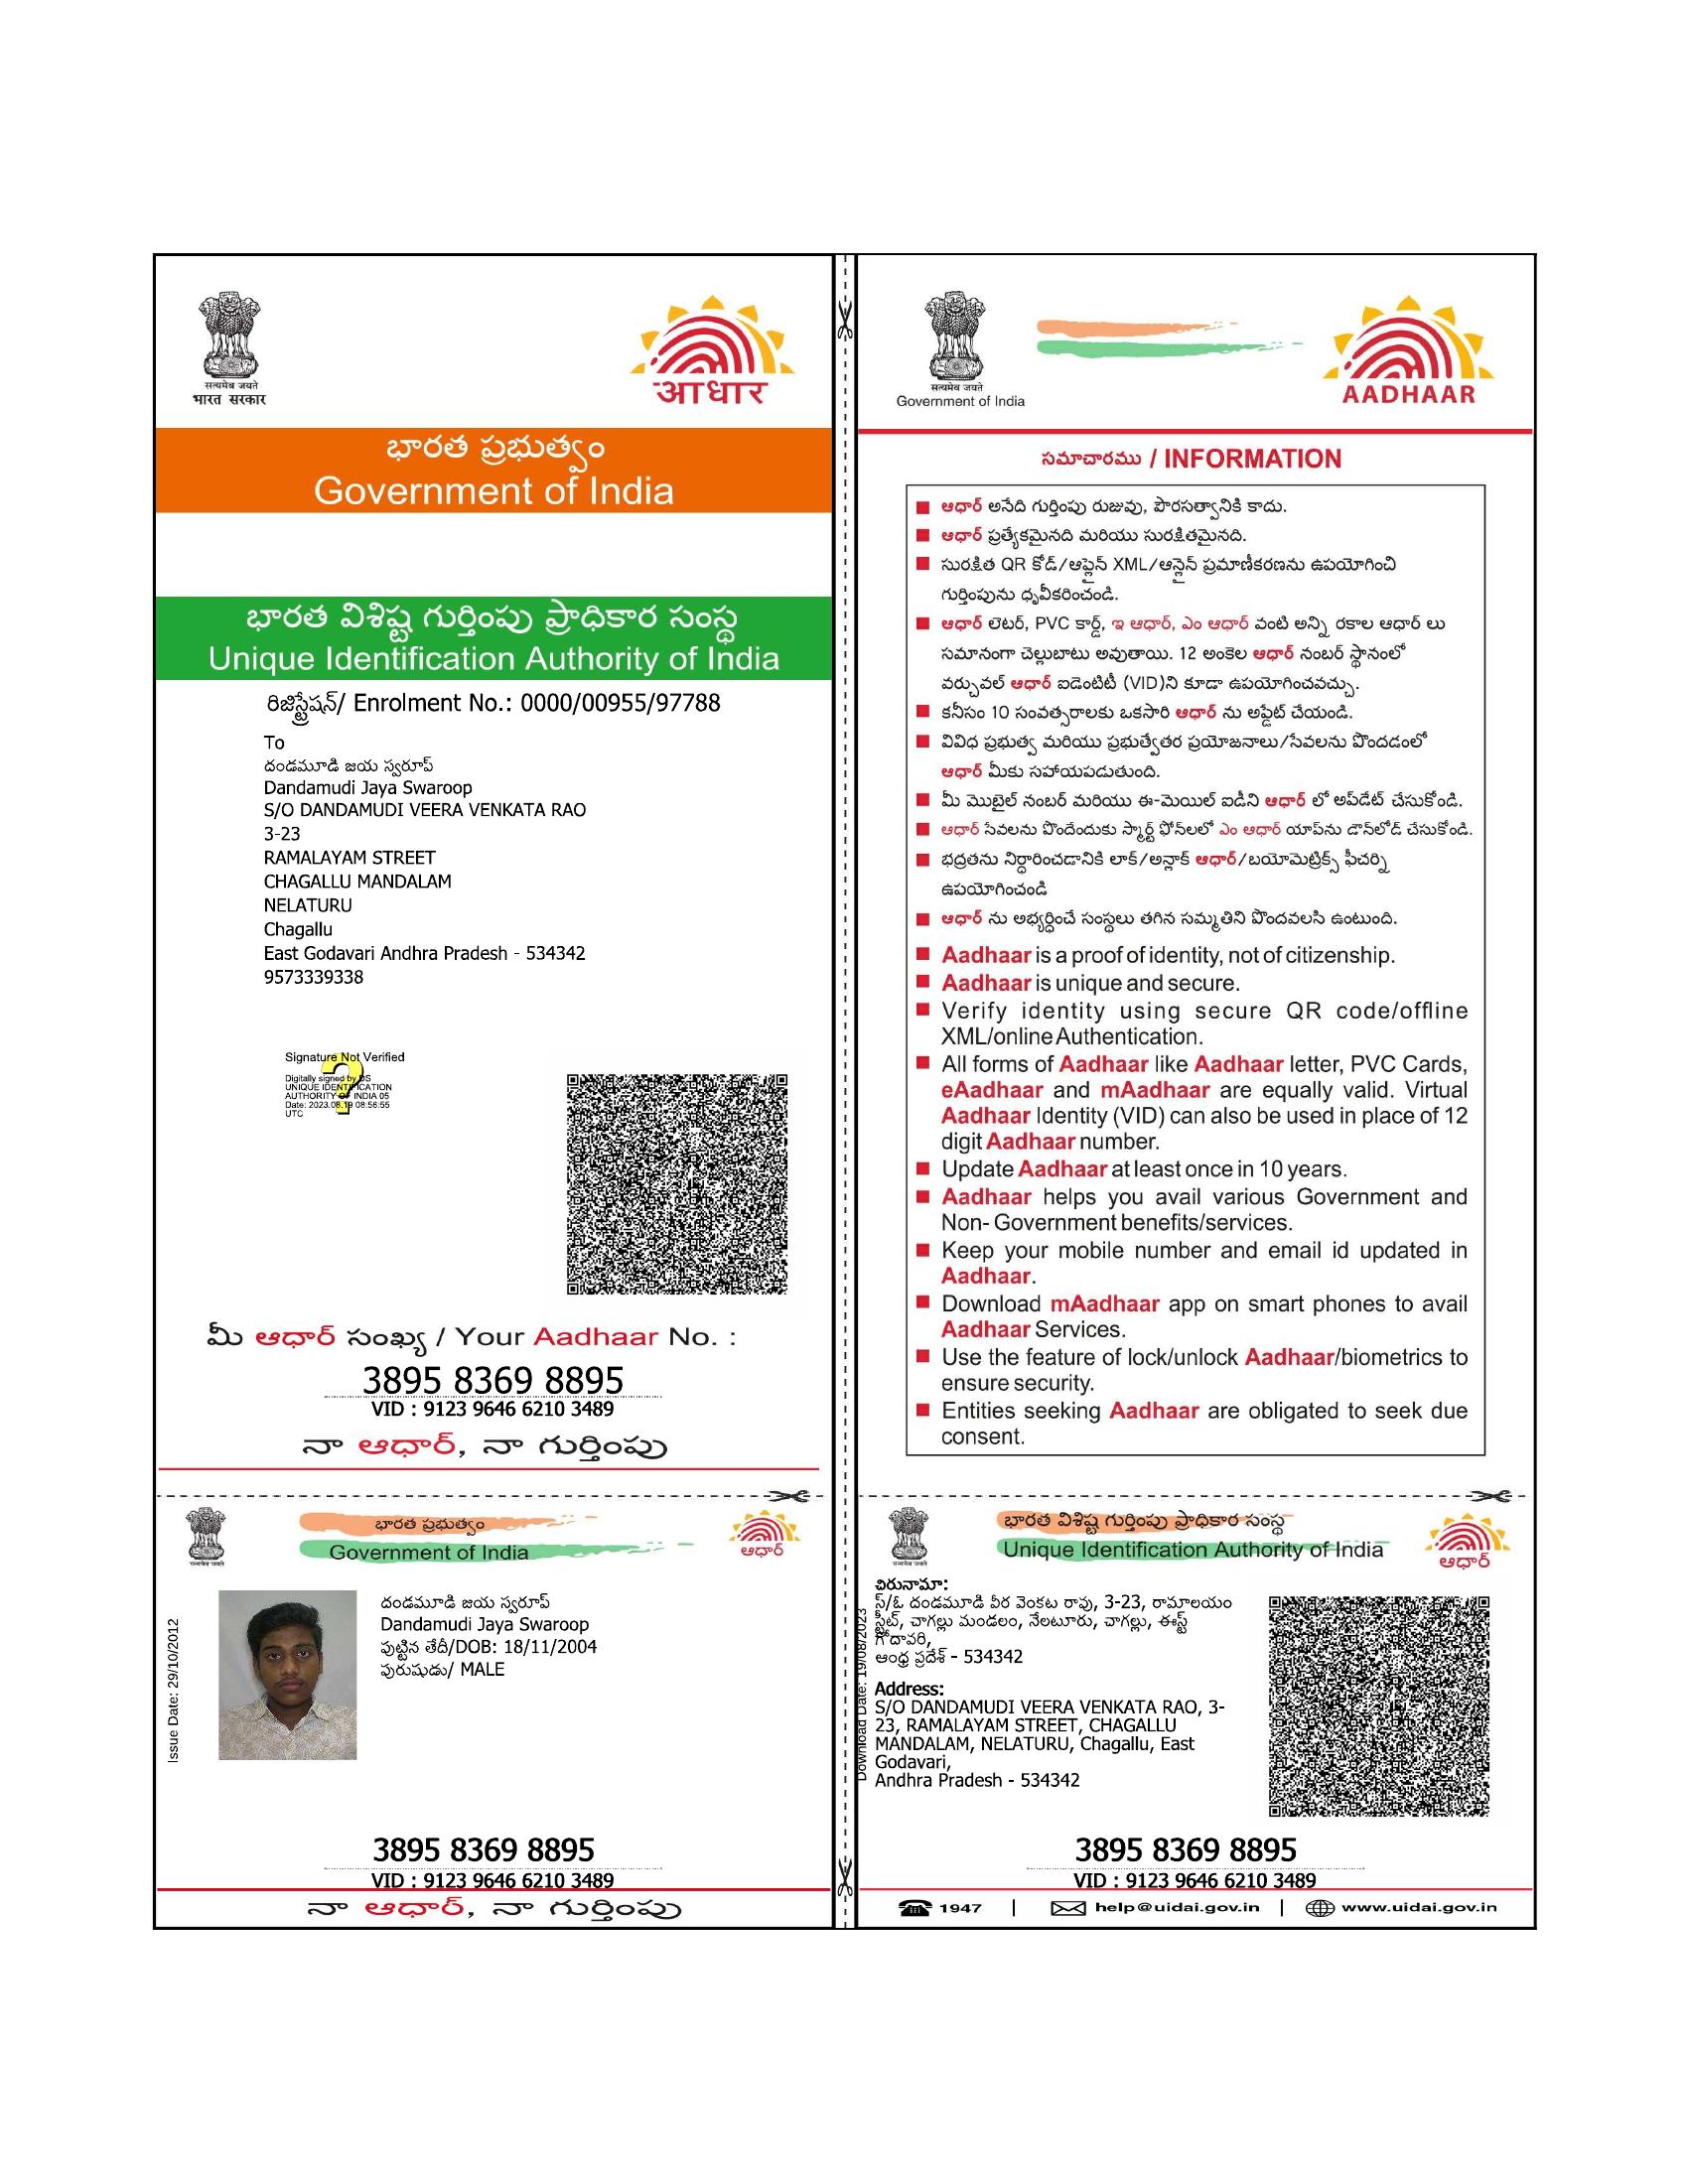 सत्यमेव जयते
भारत सरकार
आधार
భారత ప్రభుత్వం
Government of India
భారత విశిష్ట గుర్తింపు ప్రాధికార సంస్థ
Unique Identification Authority of India
రిజిస్ట్రేషన్/ Enrolment No.: 0000/00955/97788
To
దండమూడి జయ స్వరూప్
Dandamudi Jaya Swaroop
S/O DANDAMUDI VEERA VENKATA RAO
3-23
RAMALAYAM STREET
CHAGALLU MANDALAM
NELATURU
Chagallu
East Godavari Andhra Pradesh - 534342
9573339338
Signature Not Verified
Digitally signed by DS
UNIQUE IDENTIFICATION
AUTHORITY OF INDIA 05
Date: 2023.08.19 08:56:55
UTC
మీ ఆధార్ సంఖ్య / Your Aadhaar No. :
3895 8369 8895
VID : 9123 9646 6210 3489
నా ఆధార్, నా గుర్తింపు
सत्यमेव जयते
Government of India
AADHAAR
సమాచారము / INFORMATION
ఆధార్ అనేది గుర్తింపు రుజువు, పౌరసత్వానికి కాదు.
ఆధార్ ప్రత్యేకమైనది మరియు సురక్షితమైనది.
సురక్షిత QR కోడ్/ఆఫ్లైన్ XML/ఆన్లైన్ ప్రమాణీకరణను ఉపయోగించి
గుర్తింపును ధృవీకరించండి.
ఆధార్ లెటర్, PVC కార్డ్, ఇ ఆధార్, ఎం ఆధార్ వంటి అన్ని రకాల ఆధార్ లు
సమానంగా చెల్లుబాటు అవుతాయి. 12 అంకెల ఆధార్ నంబర్ స్థానంలో
వర్చువల్ ఆధార్ ఐడెంటిటీ (VID)ని కూడా ఉపయోగించవచ్చు.
కనీసం 10 సంవత్సరాలకు ఒకసారి ఆధార్ ను అప్డేట్ చేయండి.
వివిధ ప్రభుత్వ మరియు ప్రభుత్వేతర ప్రయోజనాలు/సేవలను పొందడంలో
ఆధార్ మీకు సహాయపడుతుంది.
మీ మొబైల్ నంబర్ మరియు ఈ-మెయిల్ ఐడీని ఆధార్ లో అప్‌డేట్ చేసుకోండి.
ఆధార్ సేవలను పొందేందుకు స్మార్ట్ ఫోన్‌లలో ఎం ఆధార్ యాప్‌ను డౌన్‌లోడ్ చేసుకోండి.
భద్రతను నిర్ధారించడానికి లాక్/అన్లాక్ ఆధార్/బయోమెట్రిక్స్ ఫీచర్ని
ఉపయోగించండి
ఆధార్ ను అభ్యర్థించే సంస్థలు తగిన సమ్మతిని పొందవలసి ఉంటుంది.
Aadhaar is a proof of identity, not of citizenship.
Aadhaar is unique and secure.
Verify identity using secure QR code/offline
XML/online Authentication.
All forms of Aadhaar like Aadhaar letter, PVC Cards,
eAadhaar and mAadhaar are equally valid. Virtual
Aadhaar Identity (VID) can also be used in place of 12
digit Aadhaar number.
Update Aadhaar at least once in 10 years.
Aadhaar helps you avail various Government and
Non- Government benefits/services.
Keep your mobile number and email id updated in
Aadhaar.
Download mAadhaar app on smart phones to avail
Aadhaar Services.
Use the feature of lock/unlock Aadhaar/biometrics to
ensure security.
Entities seeking Aadhaar are obligated to seek due
consent.
భారత ప్రభుత్వం
Government of India
ఆధార్
Issue Date: 29/10/2012
దండమూడి జయ స్వరూప్
Dandamudi Jaya Swaroop
పుట్టిన తేదీ/DOB: 18/11/2004
పురుషుడు/ MALE
3895 8369 8895
VID : 9123 9646 6210 3489
నా ఆధార్, నా గుర్తింపు
భారత విశిష్ట గుర్తింపు ప్రాధికార సంస్థ
Unique Identification Authority of India
ఆధార్
Download Date: 19/08/2023
చిరునామా:
స్/ఓ దండమూడి వీర వెంకట రావు, 3-23, రామాలయం
స్ట్రీట్, చాగల్లు మండలం, నేలటూరు, చాగల్లు, ఈస్ట్
గోదావరి,
ఆంధ్ర ప్రదేశ్ - 534342
Address:
S/O DANDAMUDI VEERA VENKATA RAO, 3-
23, RAMALAYAM STREET, CHAGALLU
MANDALAM, NELATURU, Chagallu, East
Godavari,
Andhra Pradesh - 534342
3895 8369 8895
VID : 9123 9646 6210 3489
1947 | help@uidai.gov.in | www.uidai.gov.in